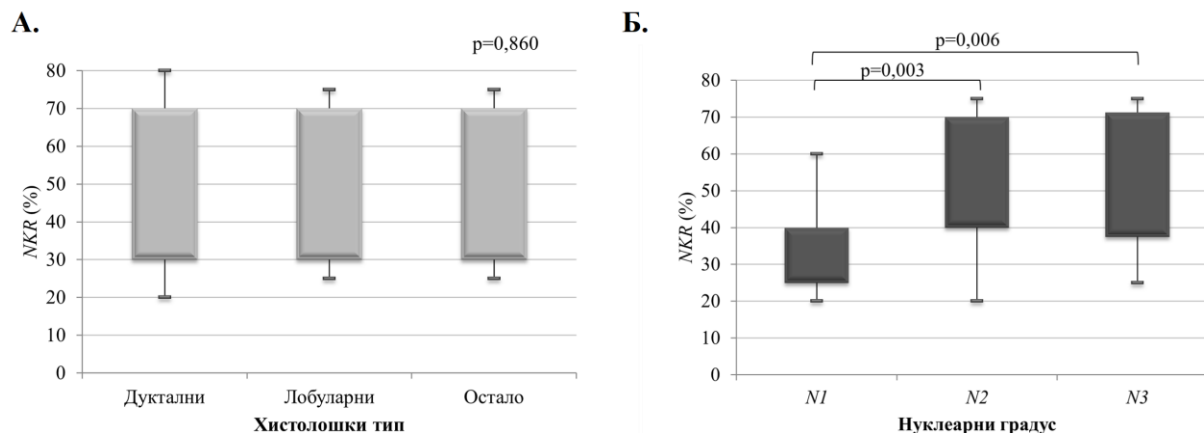 А.
p=0,860
80
70
60
50
40
30
20
10
0
NKR (%)
Дуктални Лобуларни Остало
Хистолошки тип
Б.
p=0,006
p=0,003
80
70
60
50
40
30
20
10
0
NKR (%)
N1 N2 N3
Нуклеарни градус